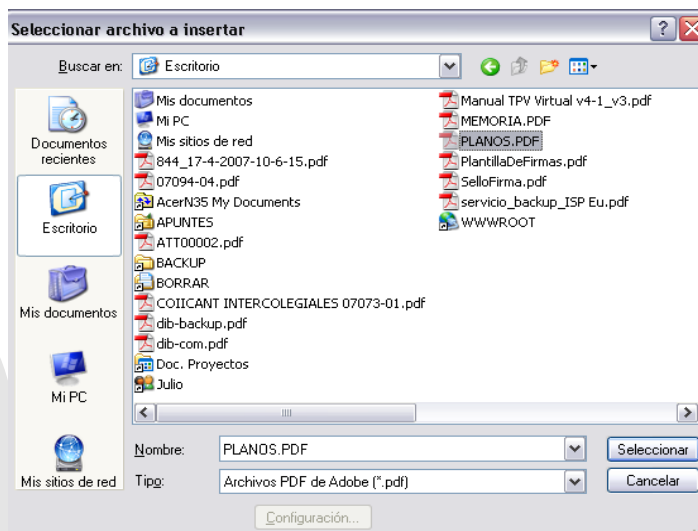 Seleccionar archivo a insertar
Buscar en: Escritorio
Documentos recientes
Escritorio
Mis documentos
Mi PC
Mis sitios de red
Mis documentos
Mi PC
Mis sitios de red
844_17-4-2007-10-6-15.pdf
07094-04.pdf
AcerN35 My Documents
APUNTES
ATT00002.pdf
BACKUP
BORRAR
COIICANT INTERCOLEGIALES 07073-01.pdf
dib-backup.pdf
dib-com.pdf
Doc. Proyectos
Julio
Manual TPV Virtual v4-1_v3.pdf
MEMORIA.PDF
PLANOS.PDF
PlantillaDeFirmas.pdf
SelloFirma.pdf
servicio_backup_ISP Eu.pdf
WWWROOT
Nombre: PLANOS.PDF Seleccionar
Tipo: Archivos PDF de Adobe (*.pdf) Cancelar
Configuración...